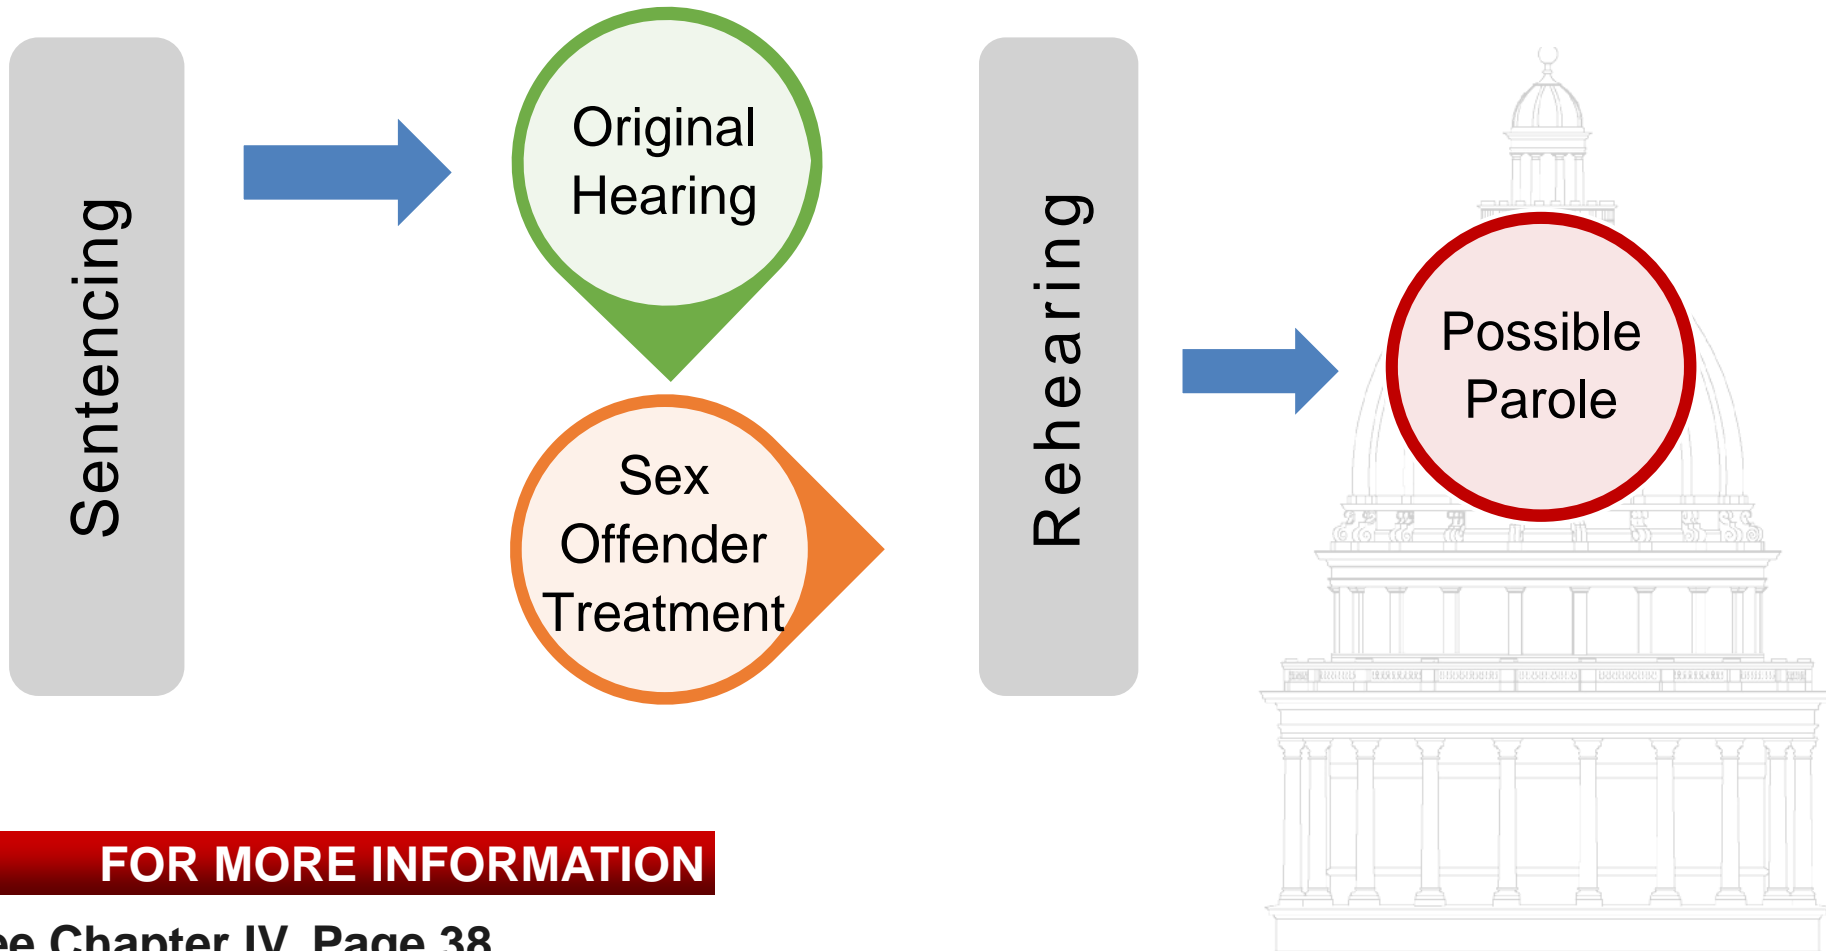 Sentencing
Original
Hearing
Sex
Offender
Treatment
Rehearing
Possible
Parole
FOR MORE INFORMATION
Chapter IV, Page 38